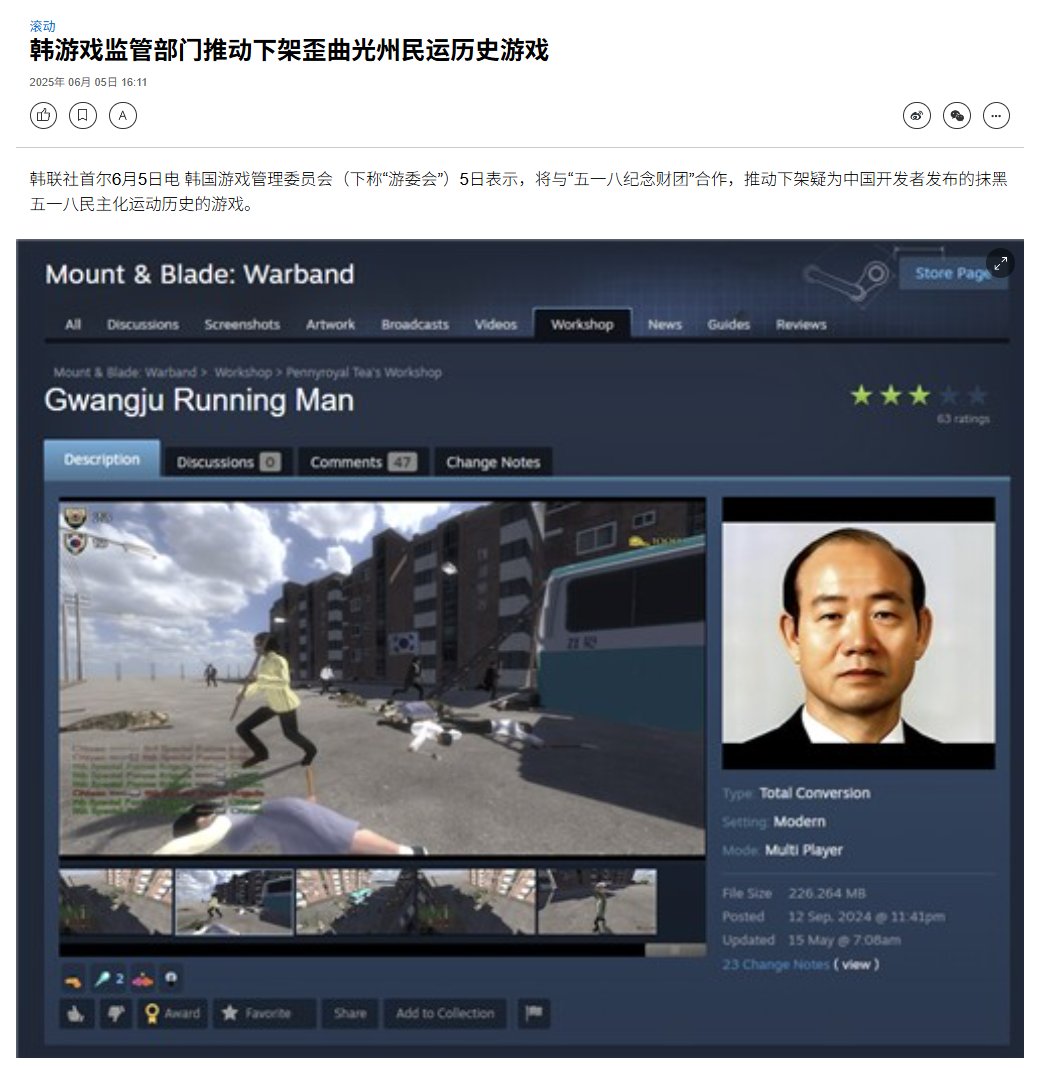 滚动
韩游戏监管部门推动下架歪曲光州民运历史游戏
2025年 06月 05日 16:11
A
韩联社首尔6月5日电 韩国游戏管理委员会（下称“游委会”）5日表示，将与“五一八纪念财团”合作，推动下架疑为中国开发者发布的抹黑
五一八民主化运动历史的游戏。
Mount & Blade: Warband
Store Page
All Discussions Screenshots Artwork Broadcasts Videos Workshop News Guides Reviews
Mount & Blade: Warband > Workshop > Pennyroyal Tea's Workshop
Gwangju Running Man
63 ratings
Description Discussions 0 Comments 47 Change Notes
Type: Total Conversion
Setting: Modern
Mode: Multi Player
File Size 226.264 MB
Posted 12 Sep, 2024 @ 11:41pm
Updated 15 May @ 7:08am
23 Change Notes ( view )
2
Award Favorite Share Add to Collection